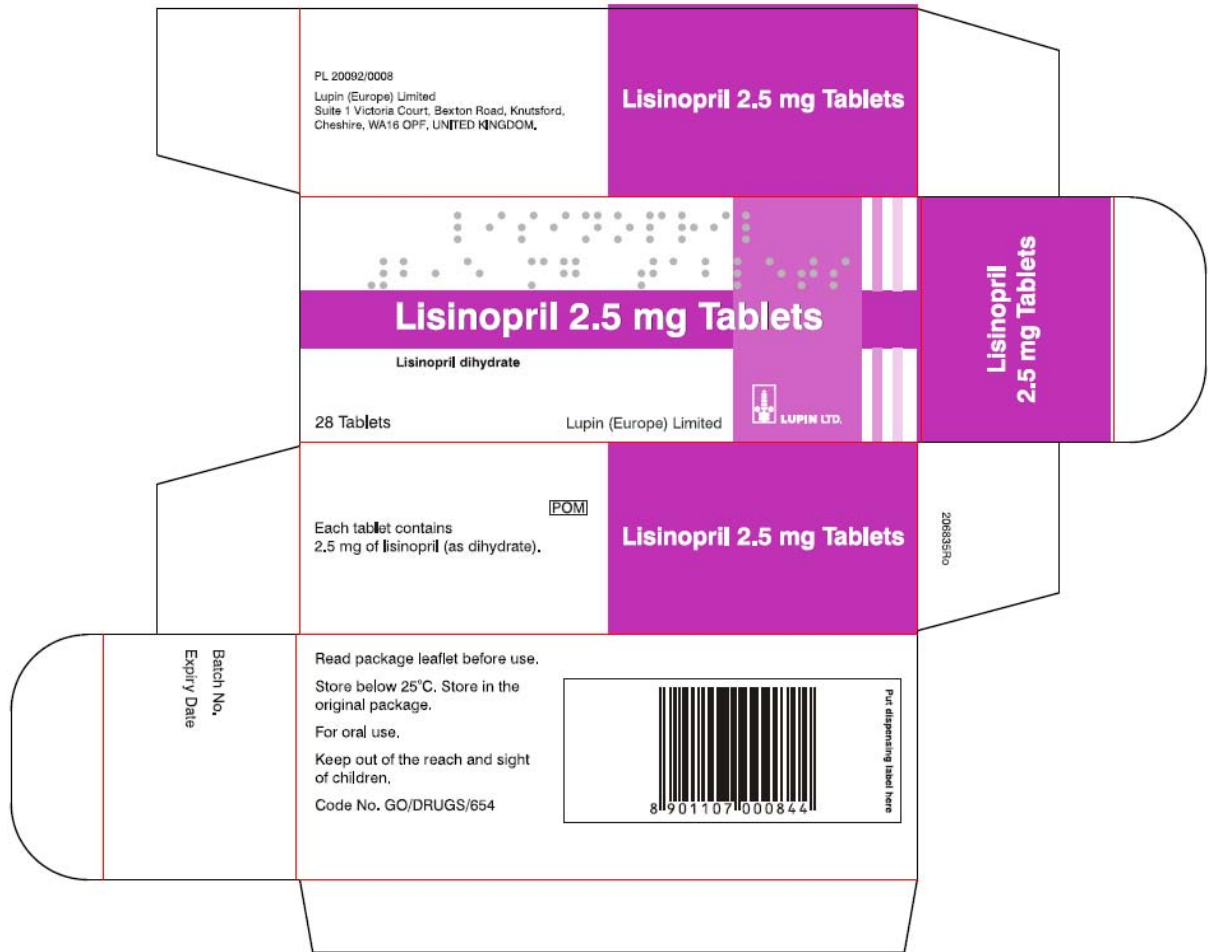 PL 20092/0008
Lupin (Europe) Limited
Suite 1 Victoria Court, Bexton Road, Knutsford,
Cheshire, WA16 OPF, UNITED KINGDOM.
Lisinopril 2.5 mg Tablets
Lisinopril 2.5 mg Tablets
Lisinopril dihydrate
28 Tablets
Lupin (Europe) Limited
LUPIN LTD.
Lisinopril
2.5 mg Tablets
Each tablet contains
2.5 mg of lisinopril (as dihydrate).
POM
Lisinopril 2.5 mg Tablets
206835Ro
Batch No.
Expiry Date
Read package leaflet before use.
Store below 25°C. Store in the
original package.
For oral use.
Keep out of the reach and sight
of children.
Code No. GO/DRUGS/654
8 901107 000844
Put dispensing label here